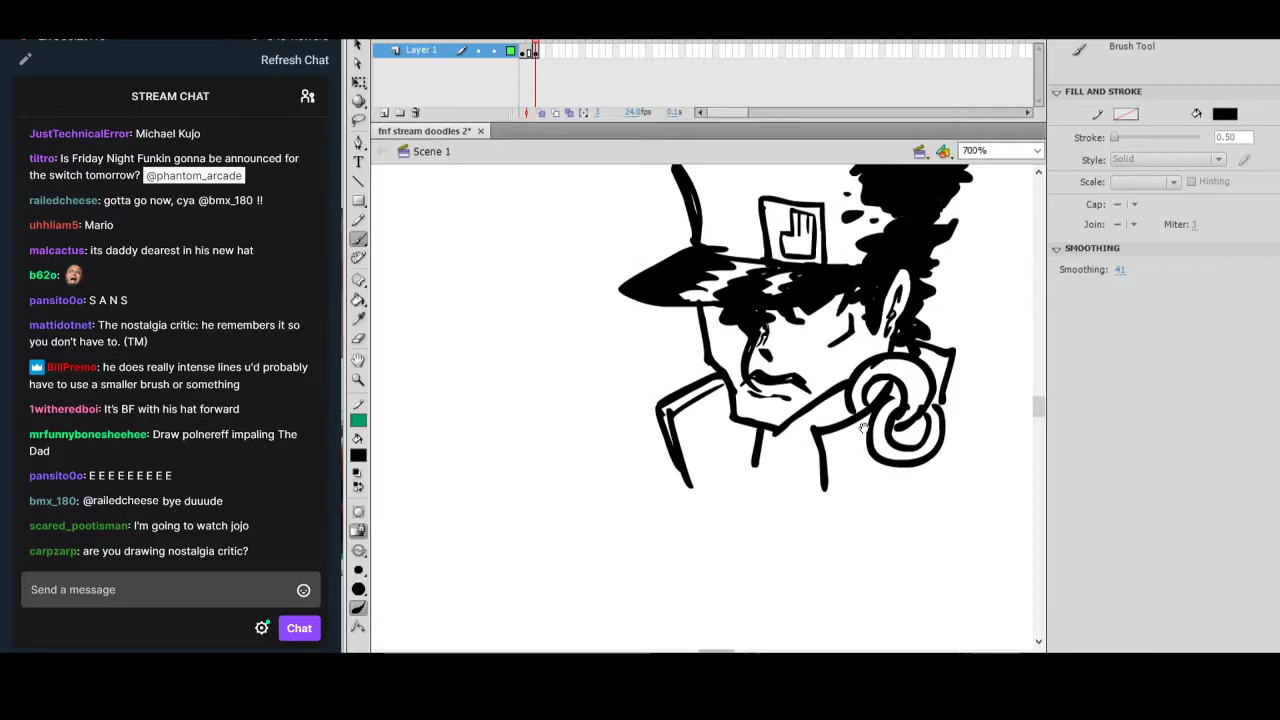 Refresh Chat
STREAM CHAT
JustTechnicalError: Michael Kujo
tiltro: Is Friday Night Funkin gonna be announced for
the switch tomorrow? @phantom_arcade
railedcheese: gotta go now, cya @bmx_180 !!
uhhliam5: Mario
malcactus: its daddy dearest in his new hat
b62o:
pansito0o: S A N S
mattidotnet: The nostalgia critic: he remembers it so
you don't have to. (TM)
BillPremo: he does really intense lines u'd probably
have to use a smaller brush or something
1witheredboi: It's BF with his hat forward
mrfunnybonesheehee: Draw polnereff impaling The
Dad
pansito0o: E E E E E E E E E
bmx_180: @railedcheese bye duuude
scared_pootisman: I'm going to watch jojo
carpzarp: are you drawing nostalgia critic?
Send a message
Chat
Layer 1
3 24.0fps 0.1s
fnf stream doodles 2*
Scene 1
700%
Brush Tool
FILL AND STROKE
Stroke: 0.50
Style: Solid
Scale: Hinting
Cap:
Join: Miter: 3
SMOOTHING
Smoothing: 41